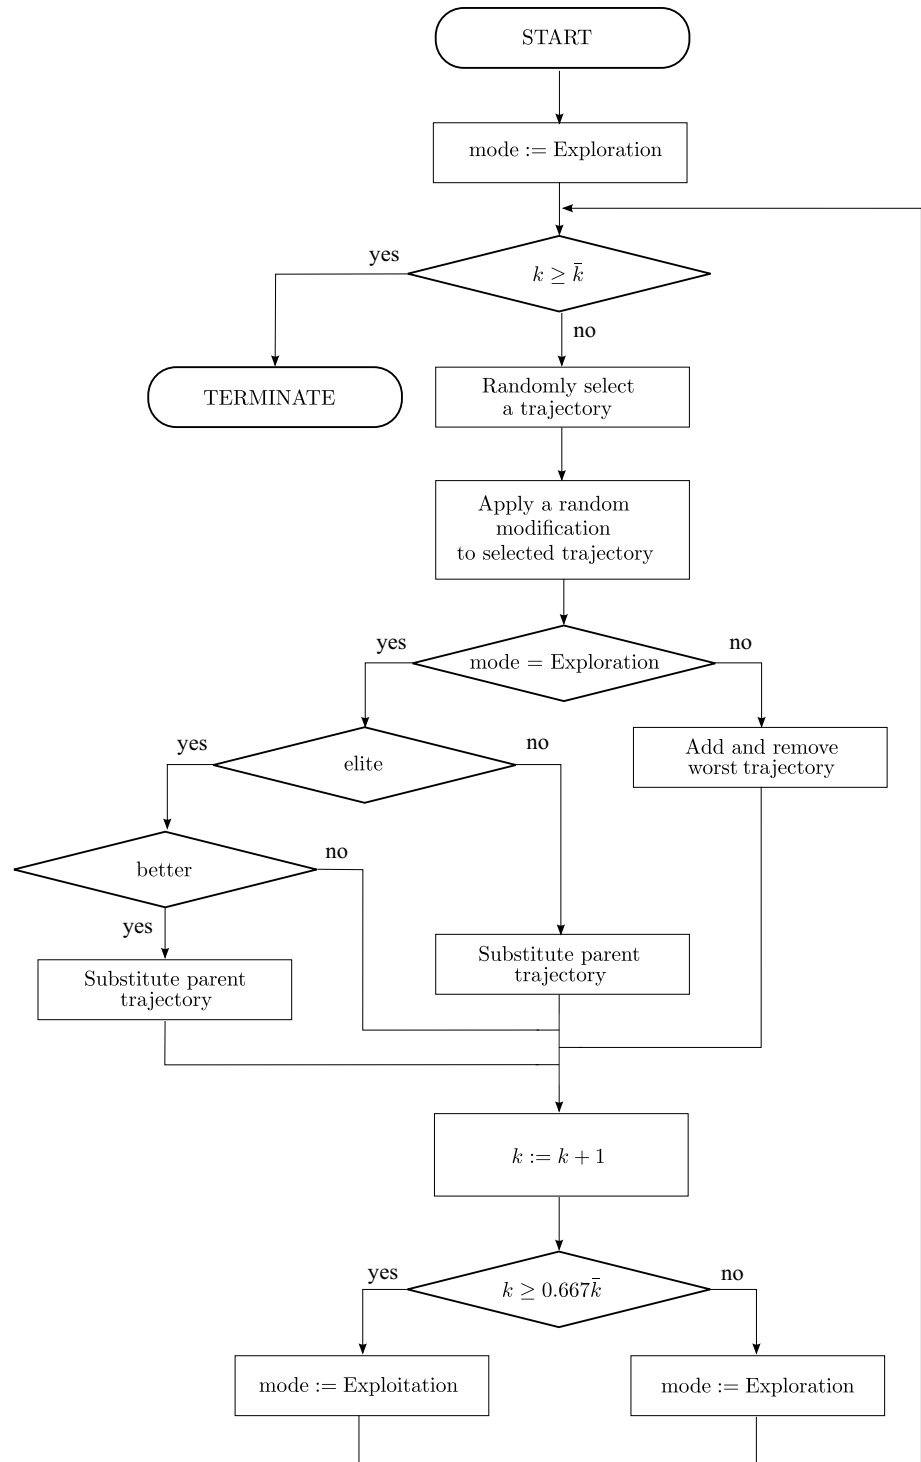 START
mode := Exploration
yes
k ≥ k̄
no
TERMINATE
Randomly select
a trajectory
Apply a random
modification
to selected trajectory
yes
mode = Exploration
no
yes
elite
no
Add and remove
worst trajectory
better
no
yes
Substitute parent
trajectory
Substitute parent
trajectory
k := k + 1
yes
k ≥ 0.667k̄
no
mode := Exploitation
mode := Exploration